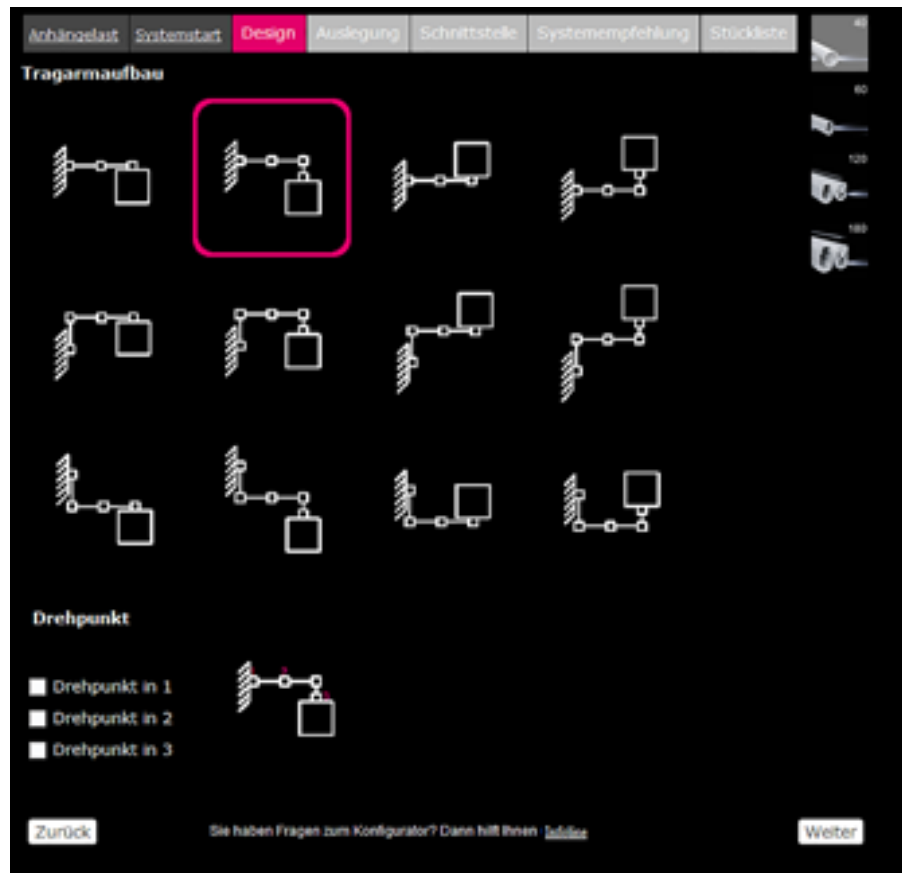 Anhängelast Systemstart Design Auslegung Schnittstelle Systemempfehlung Stückliste
40
Tragarmaufbau
60
120
180
Drehpunkt
Drehpunkt in 1
Drehpunkt in 2
Drehpunkt in 3
Zurück
Sie haben Fragen zum Konfigurator? Dann hilft Ihnen
Weiter